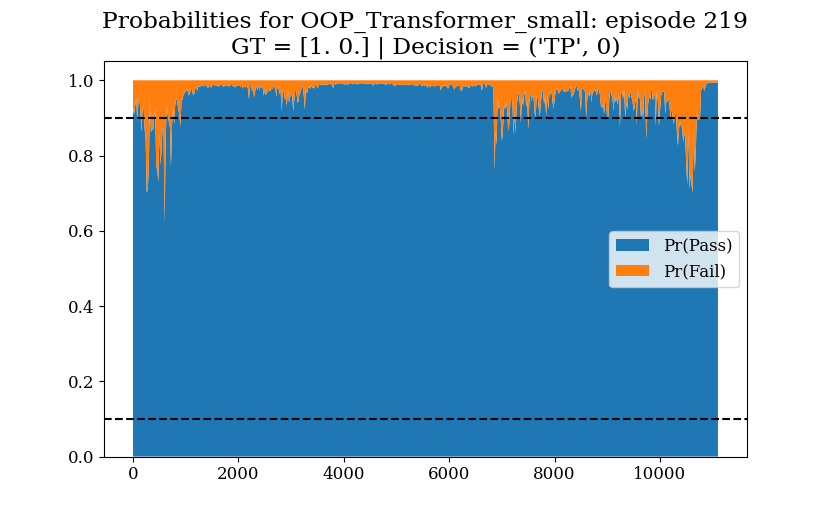 Probabilities for OOP_Transformer_small: episode 219
GT = [1. 0.] | Decision = ('TP', 0)
1.0
0.8
0.6
0.4
0.2
0.0
Pr(Pass)
Pr(Fail)
0 2000 4000 6000 8000 10000